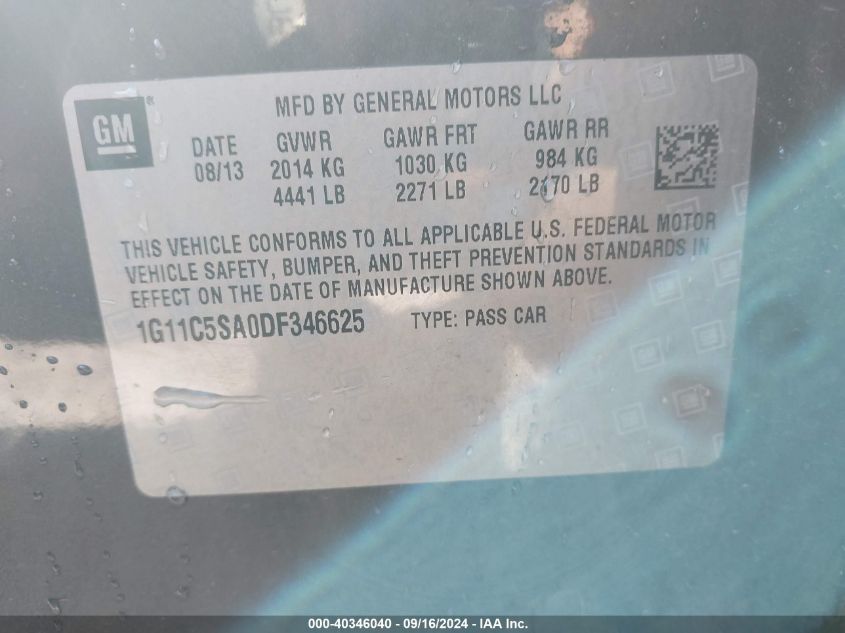 GM ®
MFD BY GENERAL MOTORS LLC
DATE GVWR GAWR FRT GAWR RR
08/13 2014 KG 1030 KG 984 KG
4441 LB 2271 LB 2170 LB
THIS VEHICLE CONFORMS TO ALL APPLICABLE U.S. FEDERAL MOTOR
VEHICLE SAFETY, BUMPER, AND THEFT PREVENTION STANDARDS IN
EFFECT ON THE DATE OF MANUFACTURE SHOWN ABOVE.
1G11C5SA0DF346625 TYPE: PASS CAR
000-40346040 - 09/16/2024 - IAA Inc.